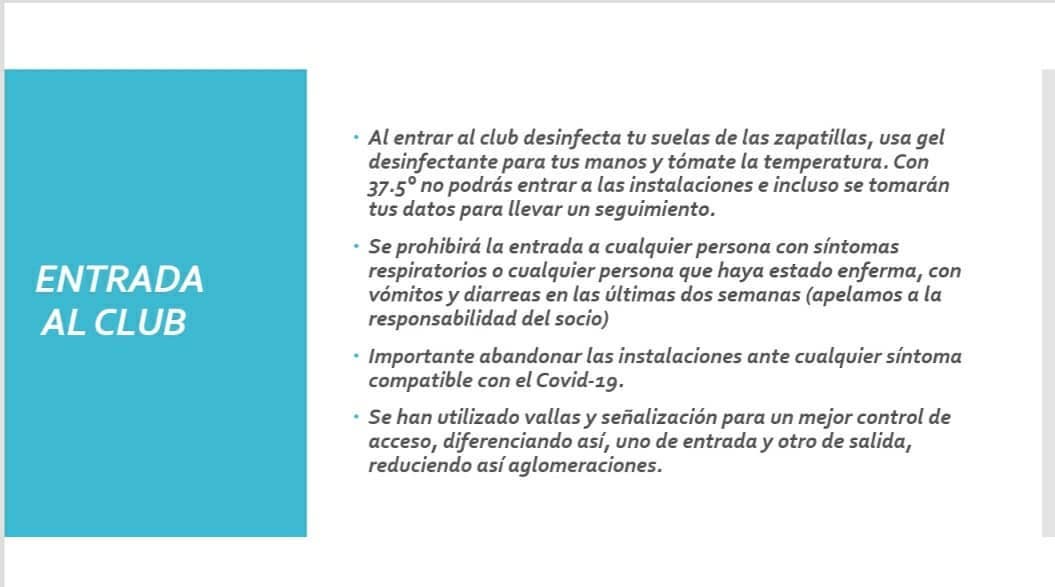 ENTRADA
AL CLUB
· Al entrar al club desinfecta tu suelas de las zapatillas, usa gel
desinfectante para tus manos y tómate la temperatura. Con
37.5º no podrás entrar a las instalaciones e incluso se tomarán
tus datos para llevar un seguimiento.
· Se prohibirá la entrada a cualquier persona con síntomas
respiratorios o cualquier persona que haya estado enferma, con
vómitos y diarreas en las últimas dos semanas (apelamos a la
responsabilidad del socio)
· Importante abandonar las instalaciones ante cualquier síntoma
compatible con el Covid-19.
· Se han utilizado vallas y señalización para un mejor control de
acceso, diferenciando así, uno de entrada y otro de salida,
reduciendo así aglomeraciones.